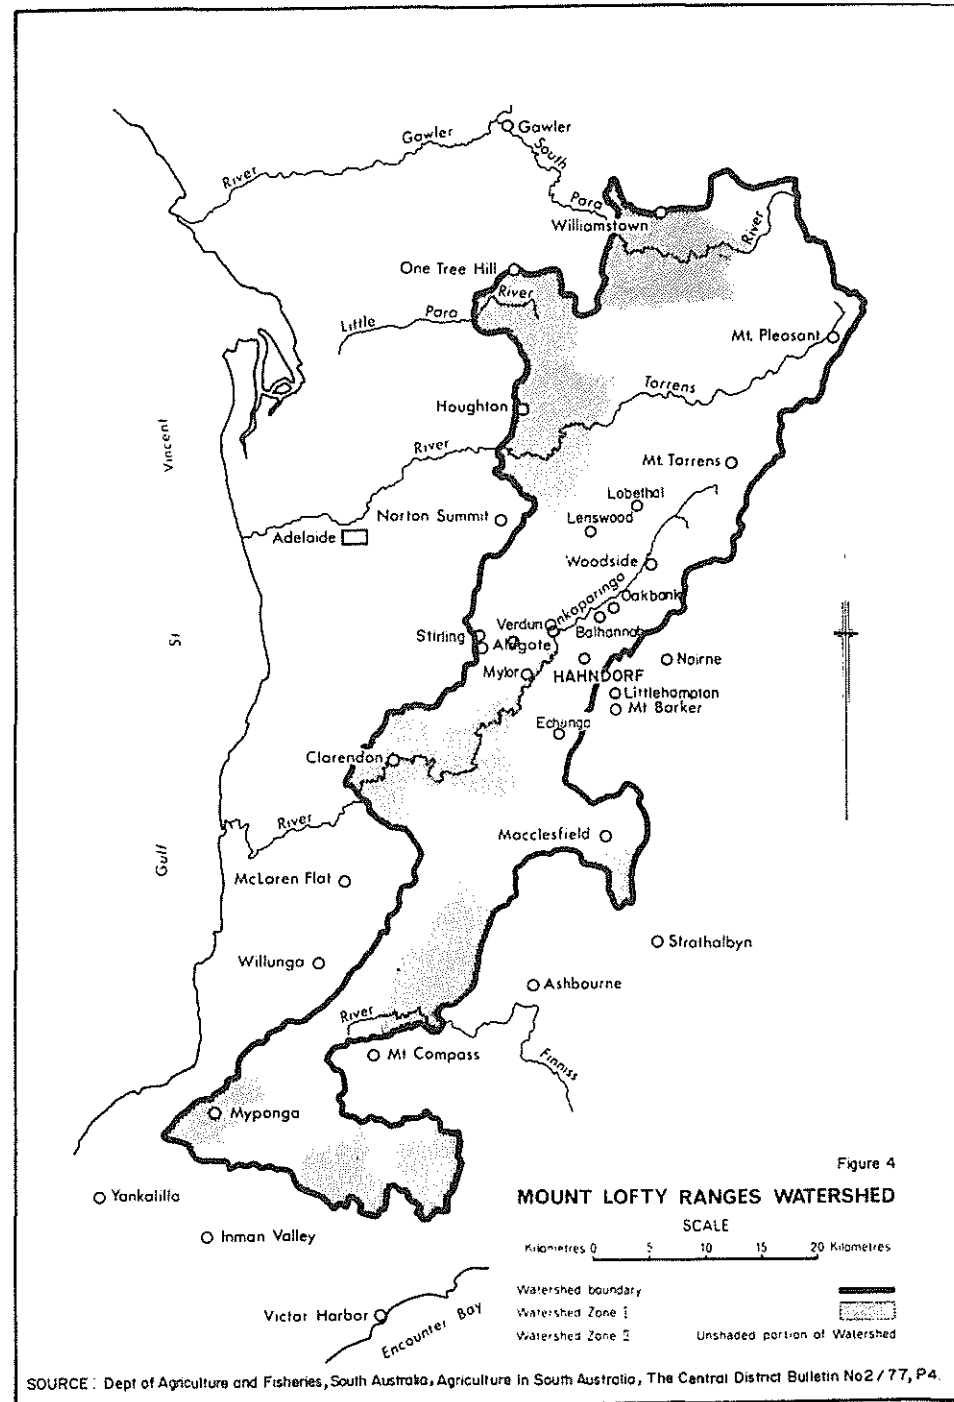 Gawler
River Gawler
South Para River
Williamstown
One Tree Hill
River
Little Para
Mt. Pleasant
Torrens
Houghton
River
Vincent
Mt. Torrens
Lobethal
Norton Summit
Lenswood
Adelaide
Woodside
Onkaparinga
Oakbank
Verdun
Balhannah
Stirling
Aldgate
St
Nairne
Mylor
HAHNDORF
Littlehampton
Mt Barker
Echunga
Clarendon
River
Macclesfield
Gulf
McLaren Flat
Strathalbyn
Willunga
Ashbourne
River
Mt Compass
Finniss
Myponga
Figure 4
Yankalilla
MOUNT LOFTY RANGES WATERSHED
SCALE
Inman Valley
Kilometres 0 5 10 15 20 Kilometres
Watershed boundary
Victor Harbor
Watershed Zone I
Encounter Bay
Watershed Zone 2 Unshaded portion of Watershed
SOURCE: Dept of Agriculture and Fisheries, South Australia, Agriculture in South Australia, The Central District Bulletin No2/77, P4.